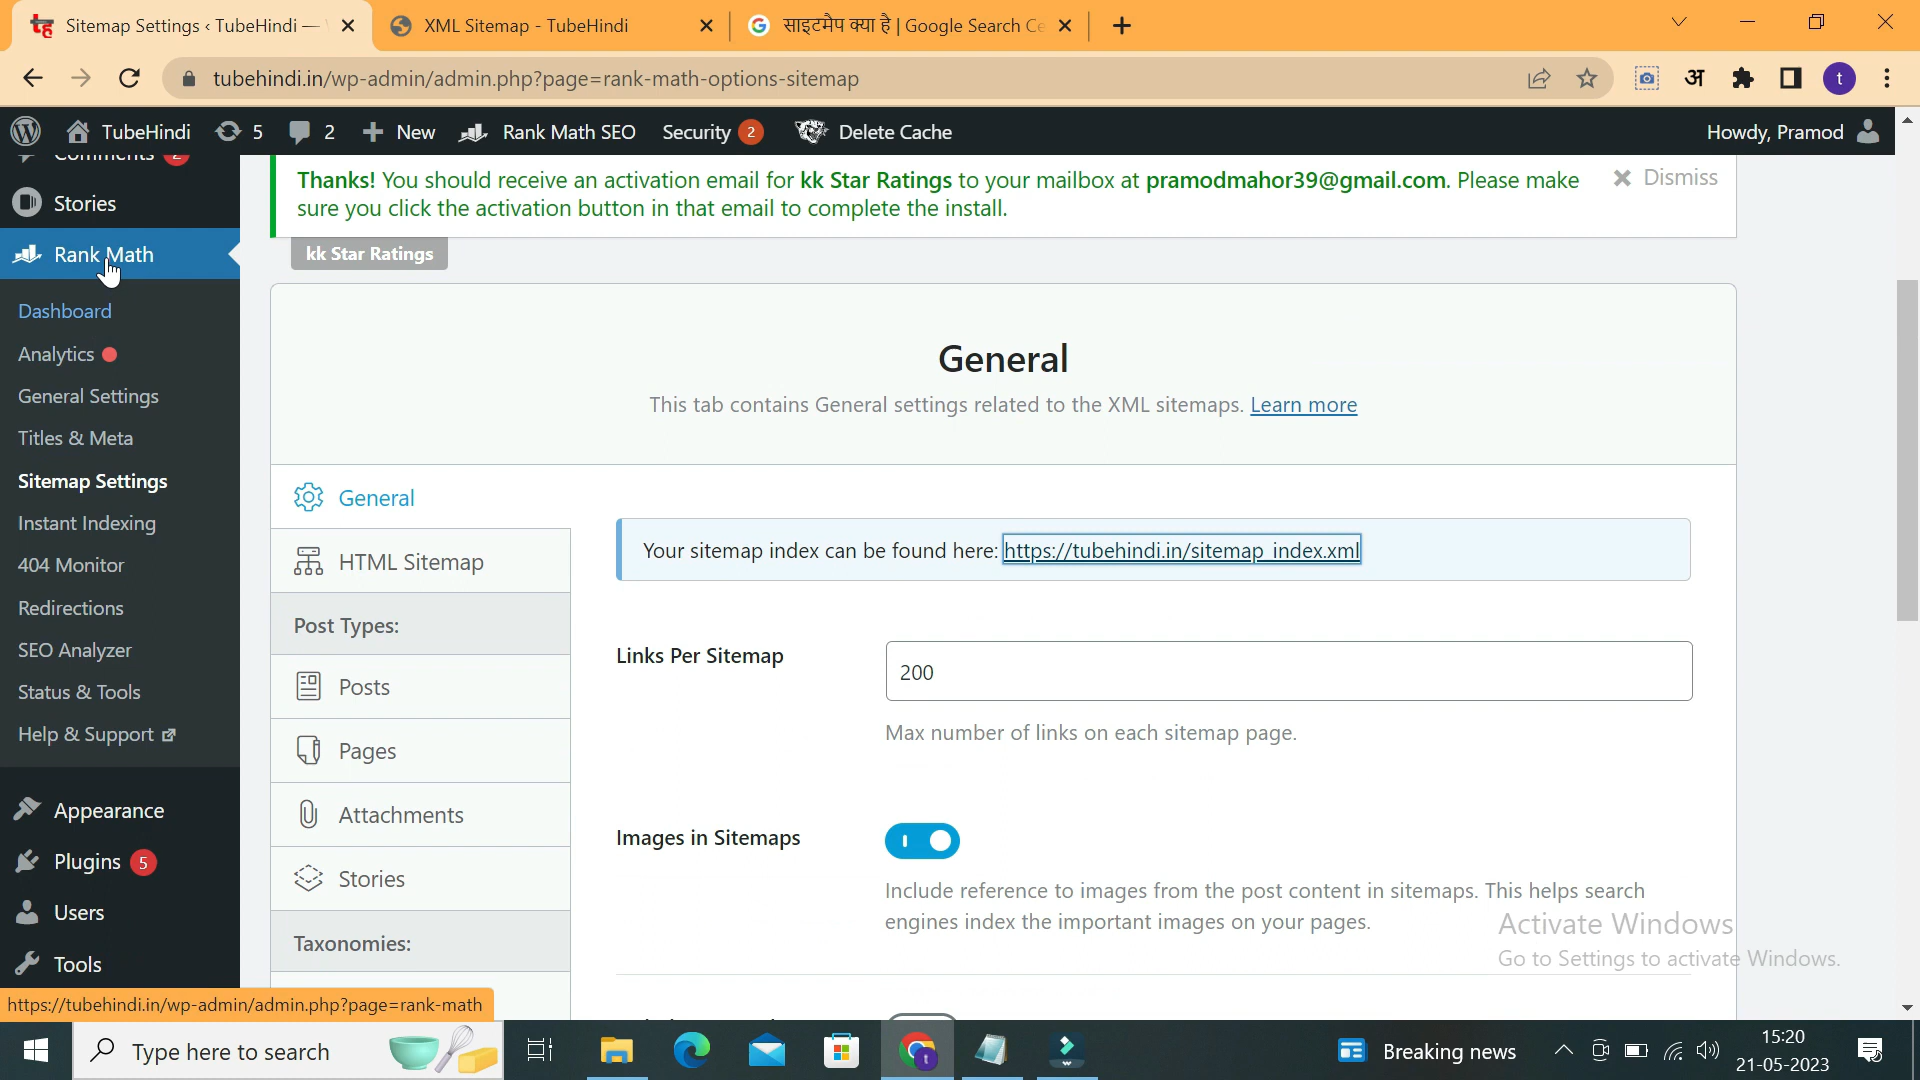 Sitemap Settings ‹ TubeHindi —
XML Sitemap - TubeHindi
साइटमैप क्या है | Google Search Ce
tubehindi.in/wp-admin/admin.php?page=rank-math-options-sitemap
अ
t
TubeHindi
5
2
New
Rank Math SEO
Security 2
Delete Cache
Howdy, Pramod
Comments 2
Stories
Rank Math
Dashboard
Analytics
General Settings
Titles & Meta
Sitemap Settings
Instant Indexing
404 Monitor
Redirections
SEO Analyzer
Status & Tools
Help & Support
Appearance
Plugins 5
Users
Tools
https://tubehindi.in/wp-admin/admin.php?page=rank-math
Thanks! You should receive an activation email for kk Star Ratings to your mailbox at pramodmahor39@gmail.com. Please make
sure you click the activation button in that email to complete the install.
Dismiss
kk Star Ratings
General
This tab contains General settings related to the XML sitemaps. Learn more
General
HTML Sitemap
Post Types:
Posts
Pages
Attachments
Stories
Taxonomies:
Your sitemap index can be found here: https://tubehindi.in/sitemap_index.xml
Links Per Sitemap
200
Max number of links on each sitemap page.
Images in Sitemaps
Include reference to images from the post content in sitemaps. This helps search
engines index the important images on your pages.
Activate Windows
Go to Settings to activate Windows.
Type here to search
t
Breaking news
15:20
21-05-2023